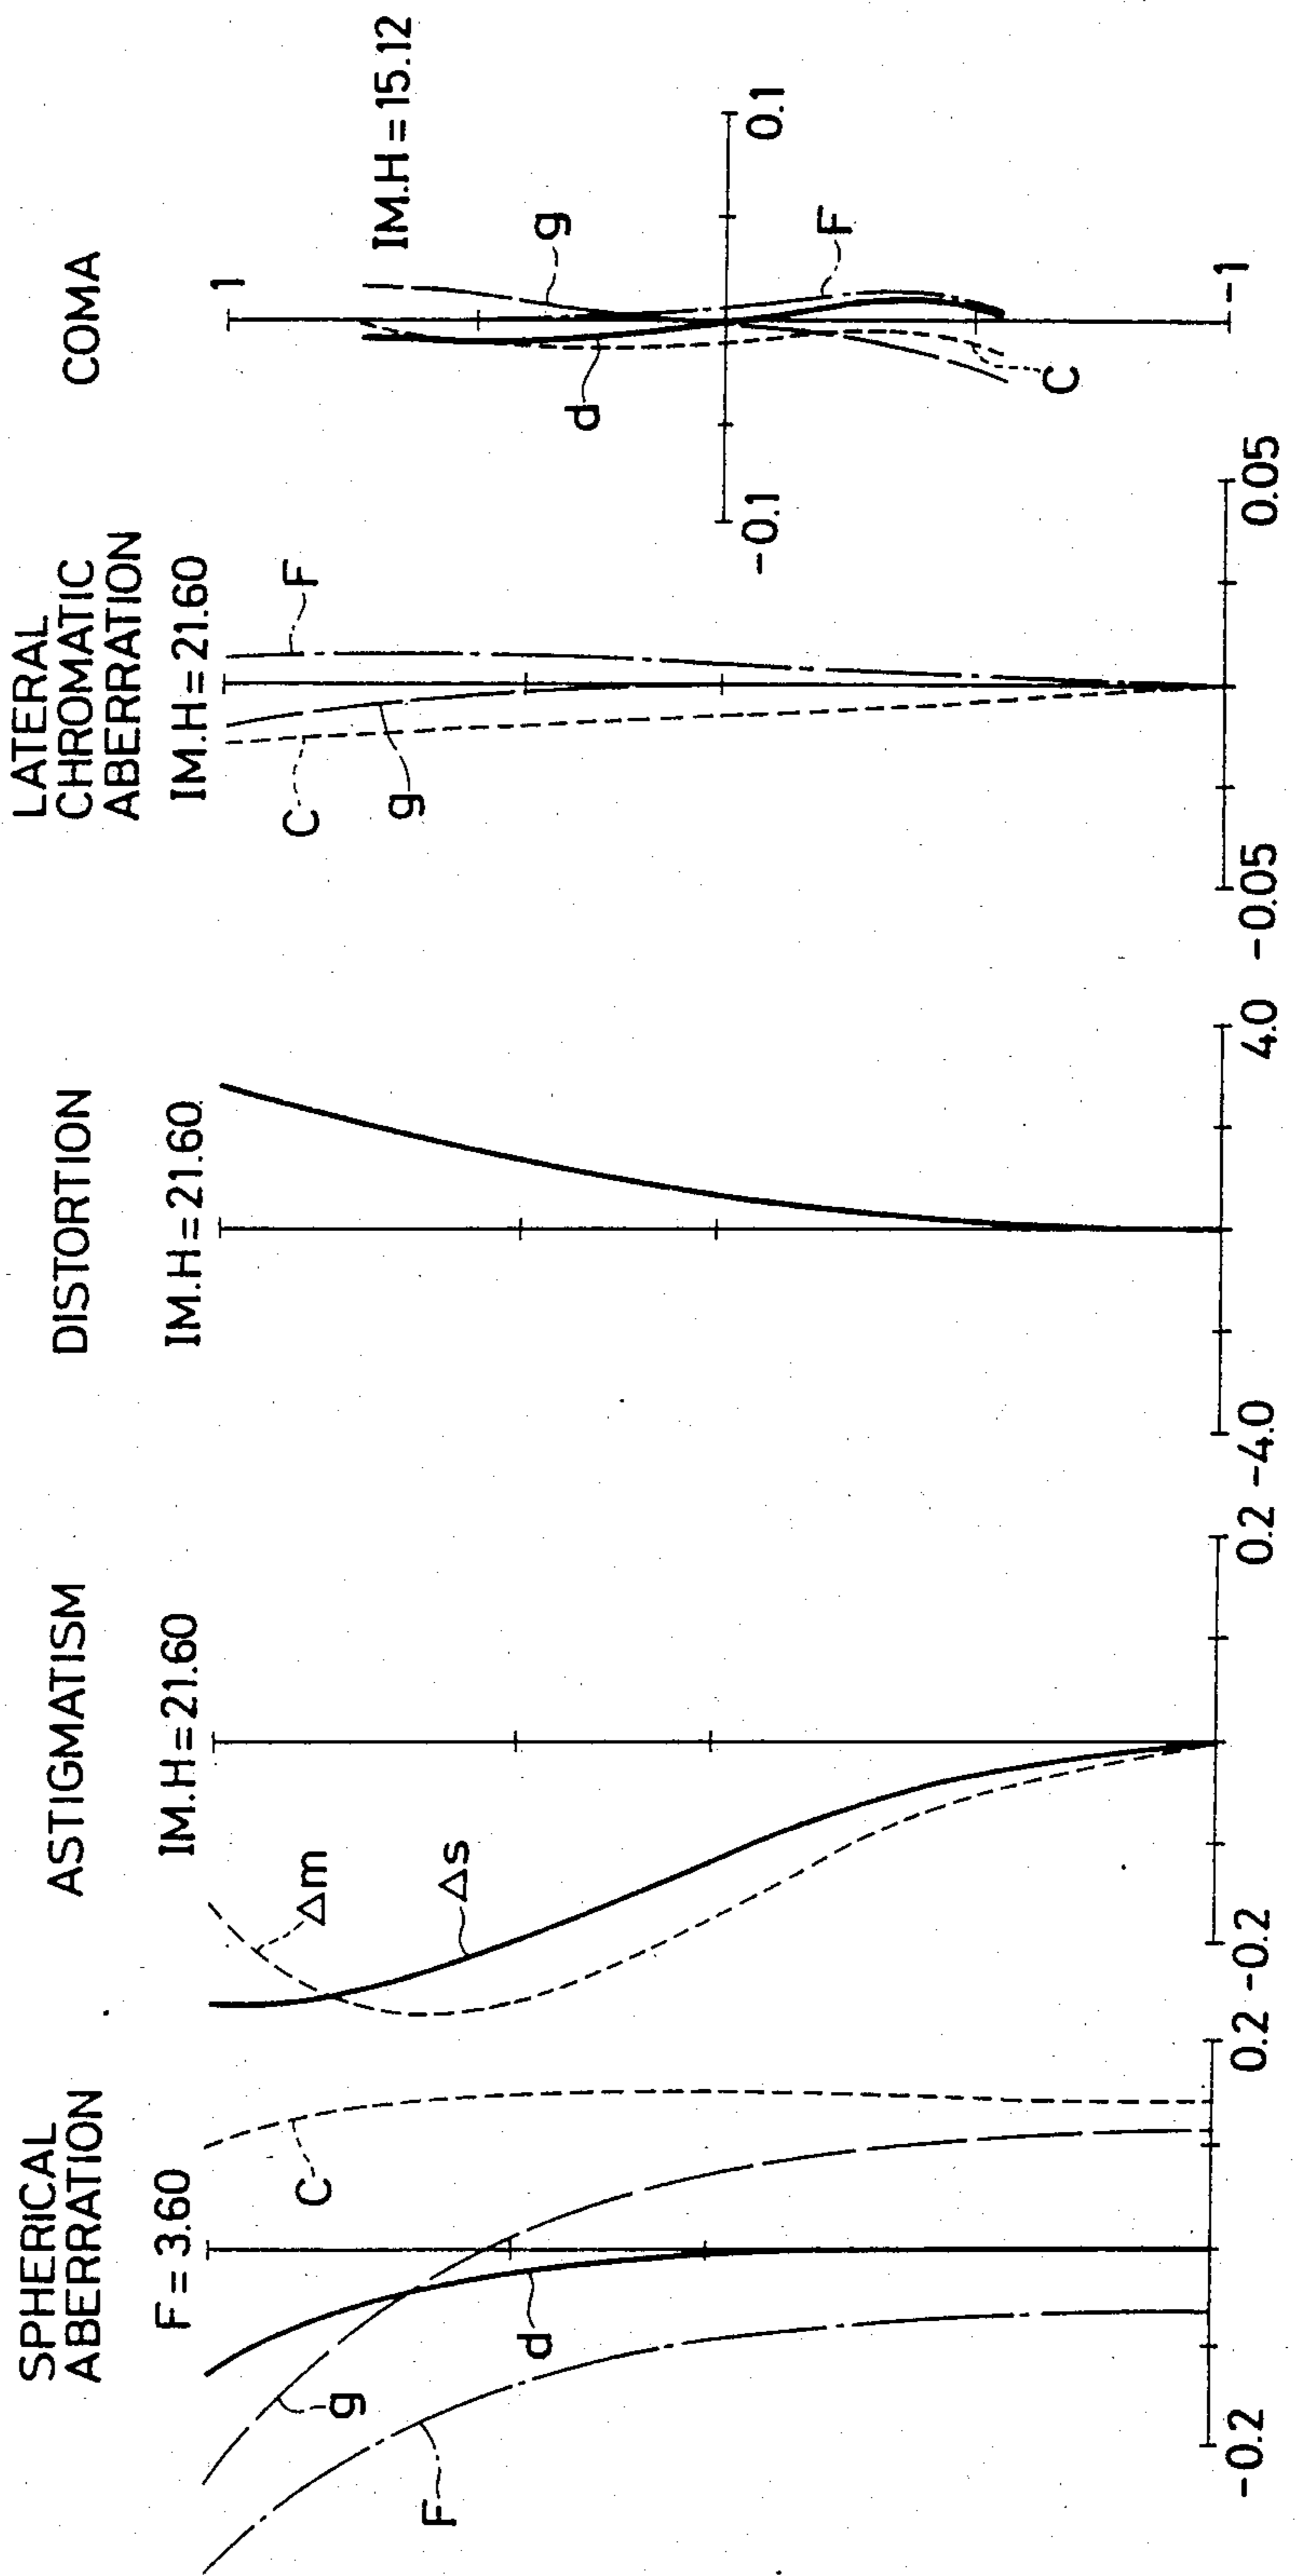 SPHERICAL
ABERRATION
F = 3.60
C
g
d
F
-0.2
0.2
ASTIGMATISM
IM.H=21.60
Δm
Δs
-0.2
0.2
DISTORTION
IM.H=21.60
-4.0
4.0
LATERAL
CHROMATIC
ABERRATION
IM.H=21.60
F
C
g
-0.05
0.05
COMA
IM.H=15.12
1
g
d
F
C
-0.1
0.1
-1